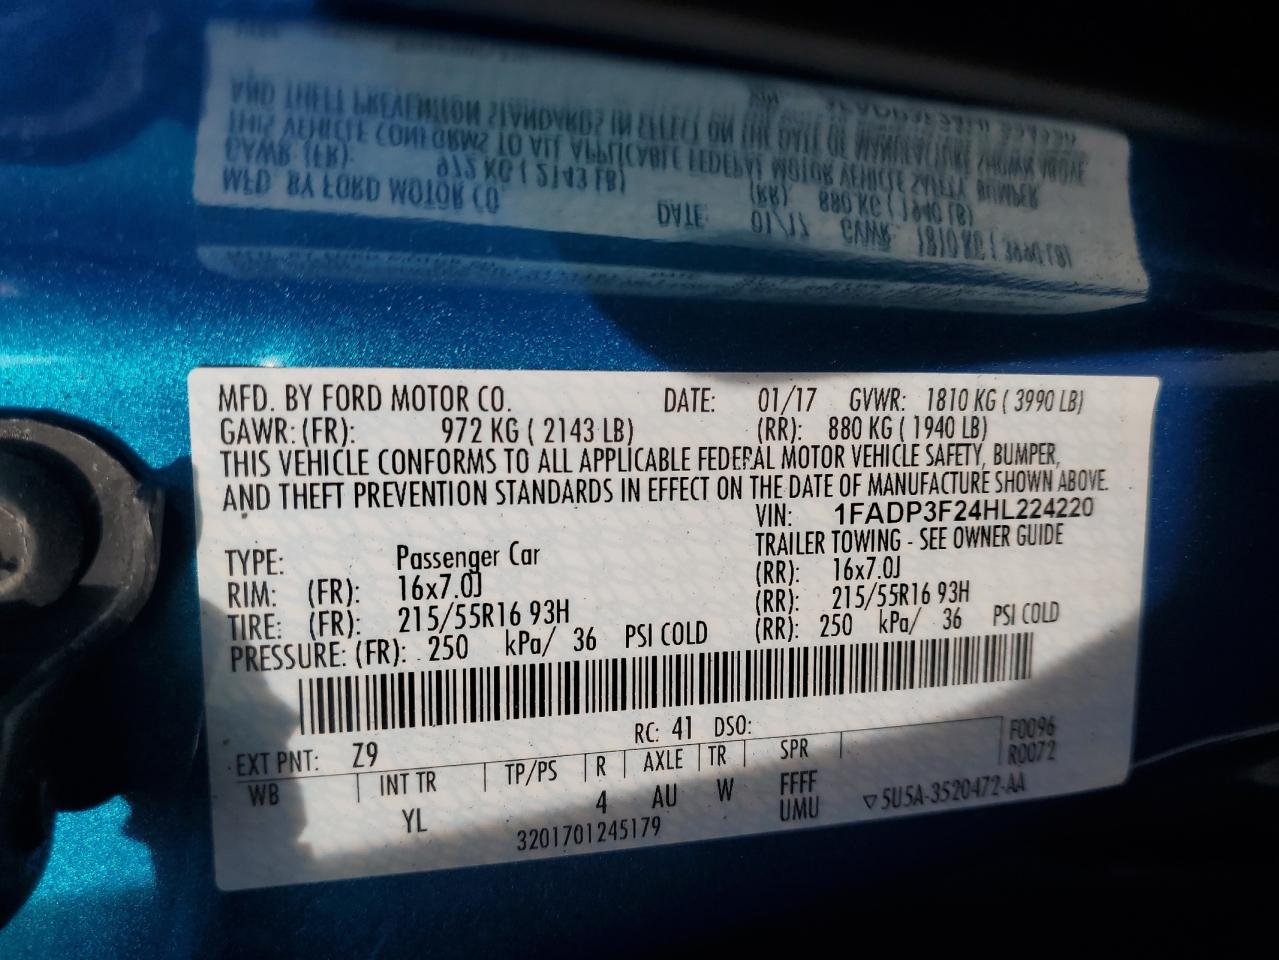 MFD. BY FORD MOTOR CO. DATE: 01/17 GVWR: 1810 KG ( 3990 LB)
GAWR: (FR): 972 KG ( 2143 LB) (RR): 880 KG ( 1940 LB)
THIS VEHICLE CONFORMS TO ALL APPLICABLE FEDERAL MOTOR VEHICLE SAFETY, BUMPER,
AND THEFT PREVENTION STANDARDS IN EFFECT ON THE DATE OF MANUFACTURE SHOWN ABOVE.
VIN: 1FADP3F24HL224220
TYPE: Passenger Car TRAILER TOWING - SEE OWNER GUIDE
RIM: (FR): 16x7.0J (RR): 16x7.0J
TIRE: (FR): 215/55R16 93H (RR): 215/55R16 93H
PRESSURE: (FR): 250 kPa/ 36 PSI COLD (RR): 250 kPa/ 36 PSI COLD
EXT PNT: Z9 RC: 41 DSO: F0096
WB INT TR TP/PS R AXLE TR SPR R0072
YL 4 AU W FFFF
UMU ▽5U5A-3520472-AA
3201701245179